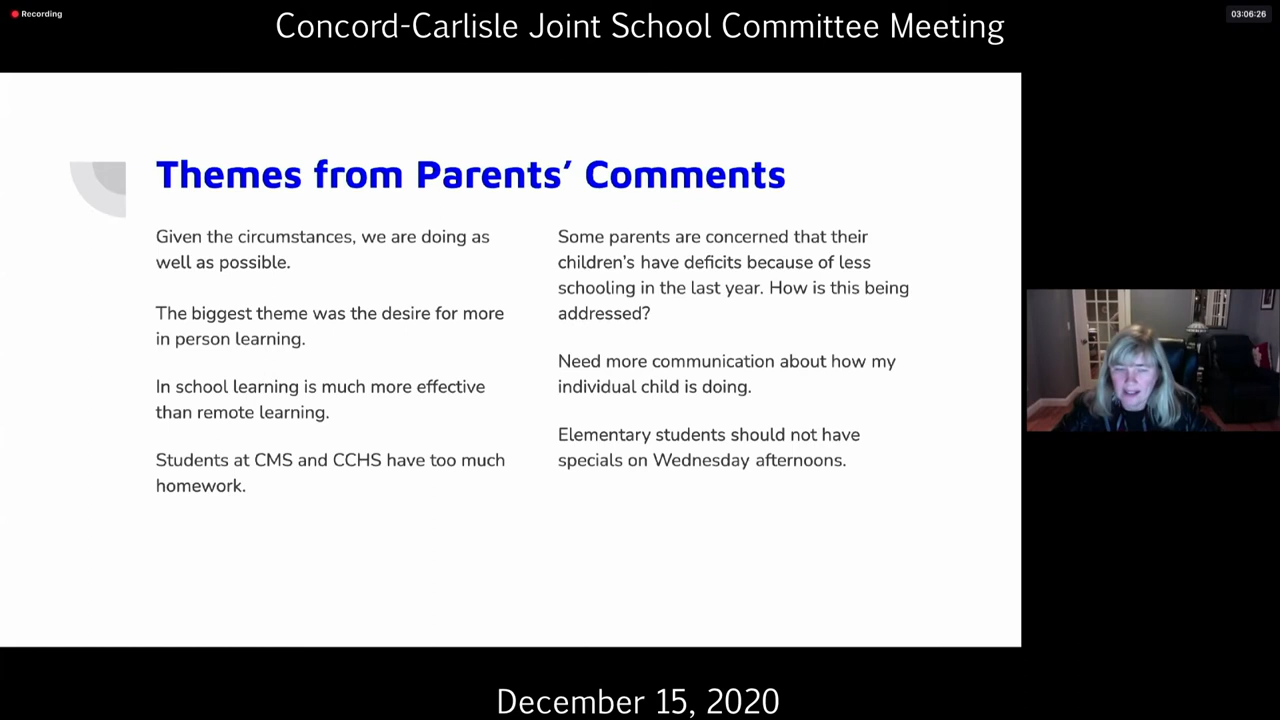 Recording
03:06:26
Concord-Carlisle Joint School Committee Meeting
Themes from Parents’ Comments
Given the circumstances, we are doing as
well as possible.
The biggest theme was the desire for more
in person learning.
In school learning is much more effective
than remote learning.
Students at CMS and CCHS have too much
homework.
Some parents are concerned that their
children’s have deficits because of less
schooling in the last year. How is this being
addressed?
Need more communication about how my
individual child is doing.
Elementary students should not have
specials on Wednesday afternoons.
December 15, 2020